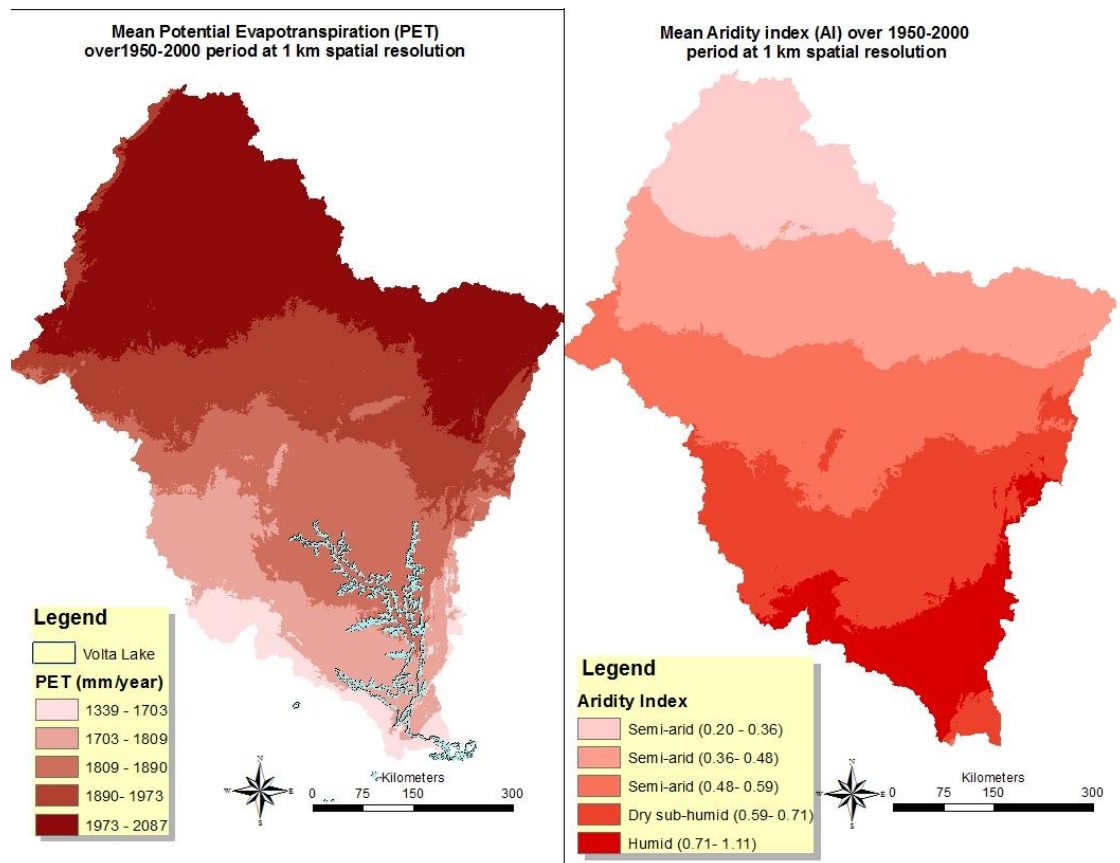 Mean Potential Evapotranspiration (PET)
over1950-2000 period at 1 km spatial resolution
Legend
Volta Lake
PET (mm/year)
1339 - 1703
1703 - 1809
1809 - 1890
1890- 1973
1973 - 2087
N
W
E
S
Kilometers
0 75 150 300
Mean Aridity index (AI) over 1950-2000
period at 1 km spatial resolution
Legend
Aridity Index
Semi-arid (0.20 - 0.36)
Semi-arid (0.36- 0.48)
Semi-arid (0.48- 0.59)
Dry sub-humid (0.59- 0.71)
Humid (0.71- 1.11)
N
W
E
S
Kilometers
0 75 150 300